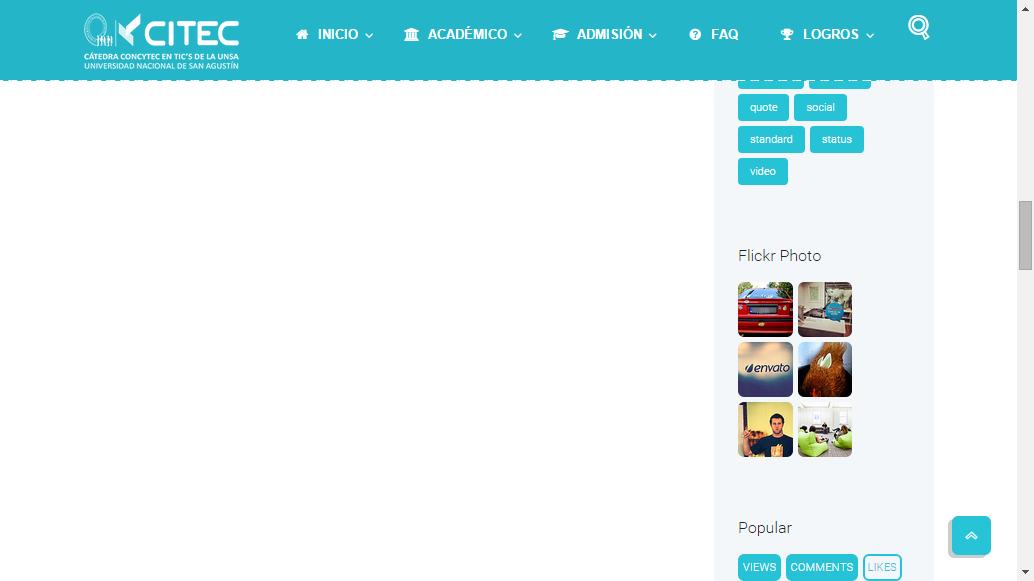 CITEC
CÁTEDRA CONCYTEC EN TIC'S DE LA UNSA
UNIVERSIDAD NACIONAL DE SAN AGUSTÍN
INICIO ACADÉMICO ADMISIÓN FAQ LOGROS
quote social
standard status
video
Flickr Photo
envato
Popular
VIEWS COMMENTS LIKES